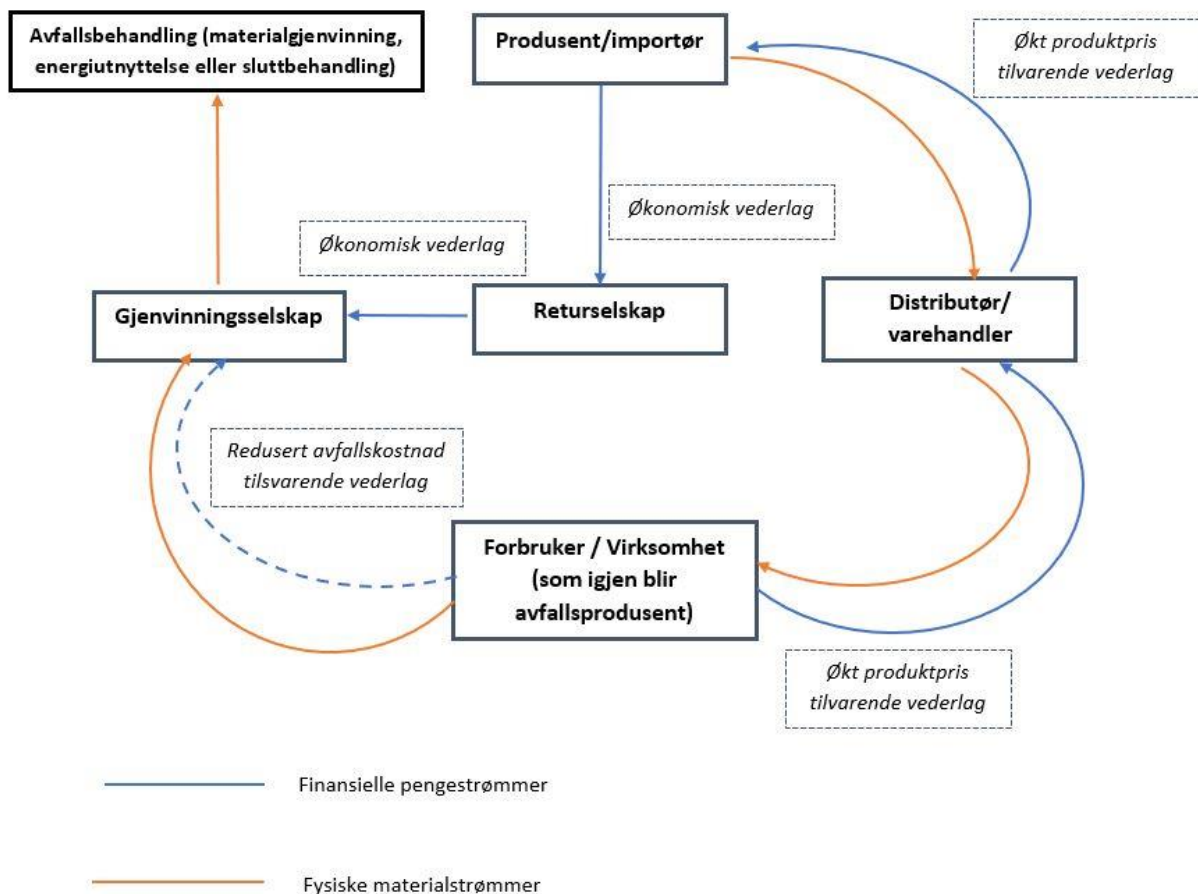 Avfallsbehandling (materialgjenvinning,
energiutnyttelse eller sluttbehandling)
Produsent/importør
Økt produktpris
tilvarende vederlag
Økonomisk vederlag
Økonomisk vederlag
Gjenvinningsselskap
Returselskap
Distributør/
varehandler
Redusert avfallskostnad
tilsvarende vederlag
Forbruker / Virksomhet
(som igjen blir
avfallsprodusent)
Økt produktpris
tilvarende vederlag
Finansielle pengestrømmer
Fysiske materialstrømmer